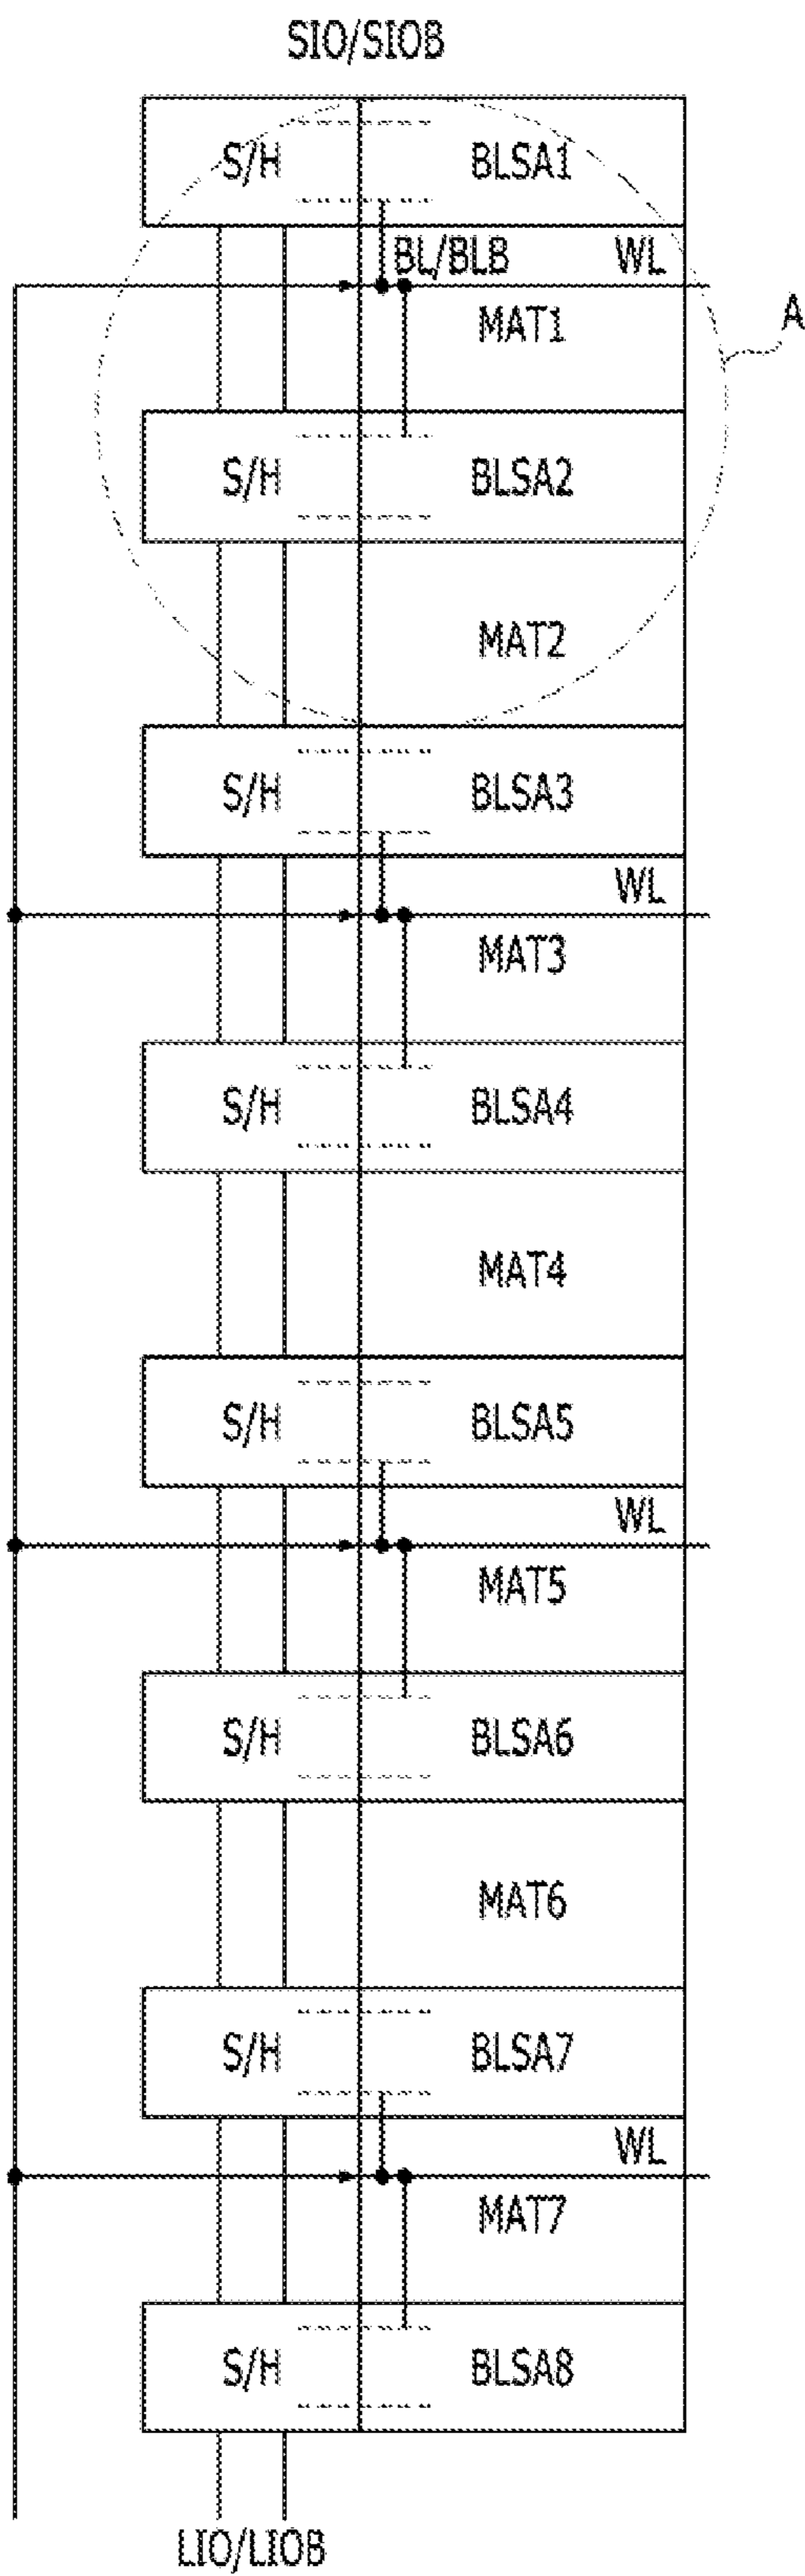 SIO/SIOB
S/H BLSA1
BL/BLB WL
MAT1 A
S/H BLSA2
MAT2
S/H BLSA3
WL
MAT3
S/H BLSA4
MAT4
S/H BLSA5
WL
MAT5
S/H BLSA6
MAT6
S/H BLSA7
WL
MAT7
S/H BLSA8
LIO/LIOB